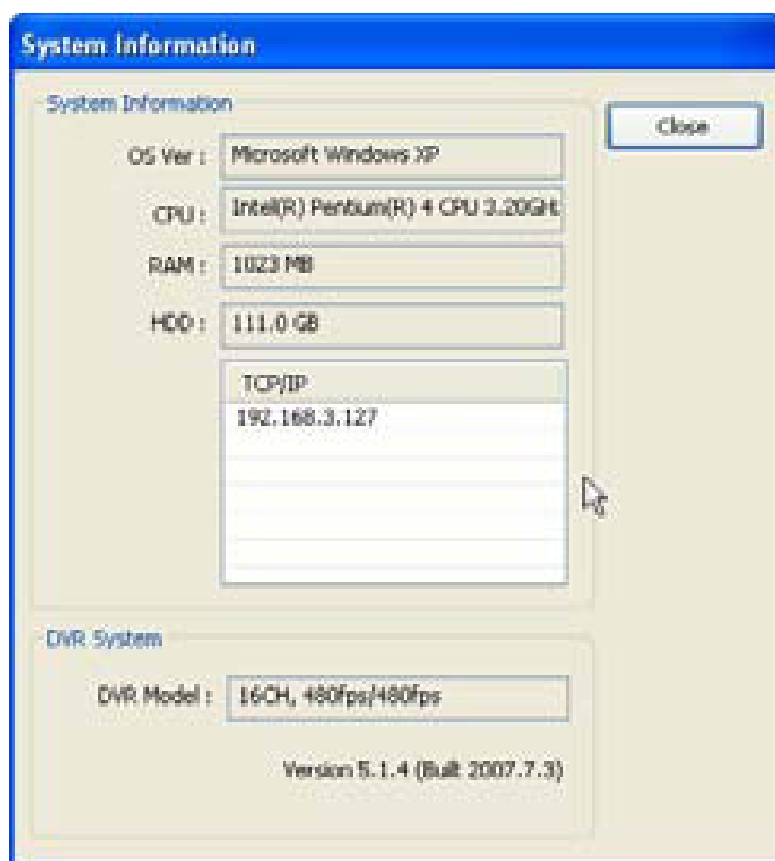 System Information
System Information
Close
OS Ver : Microsoft Windows XP
CPU : Intel(R) Pentium(R) 4 CPU 3.20GHz
RAM : 1023 MB
HDD : 111.0 GB
TCP/IP
192.168.3.127
DVR System
DVR Model : 16CH, 480fps/480fps
Version 5.1.4 (Built 2007.7.3)